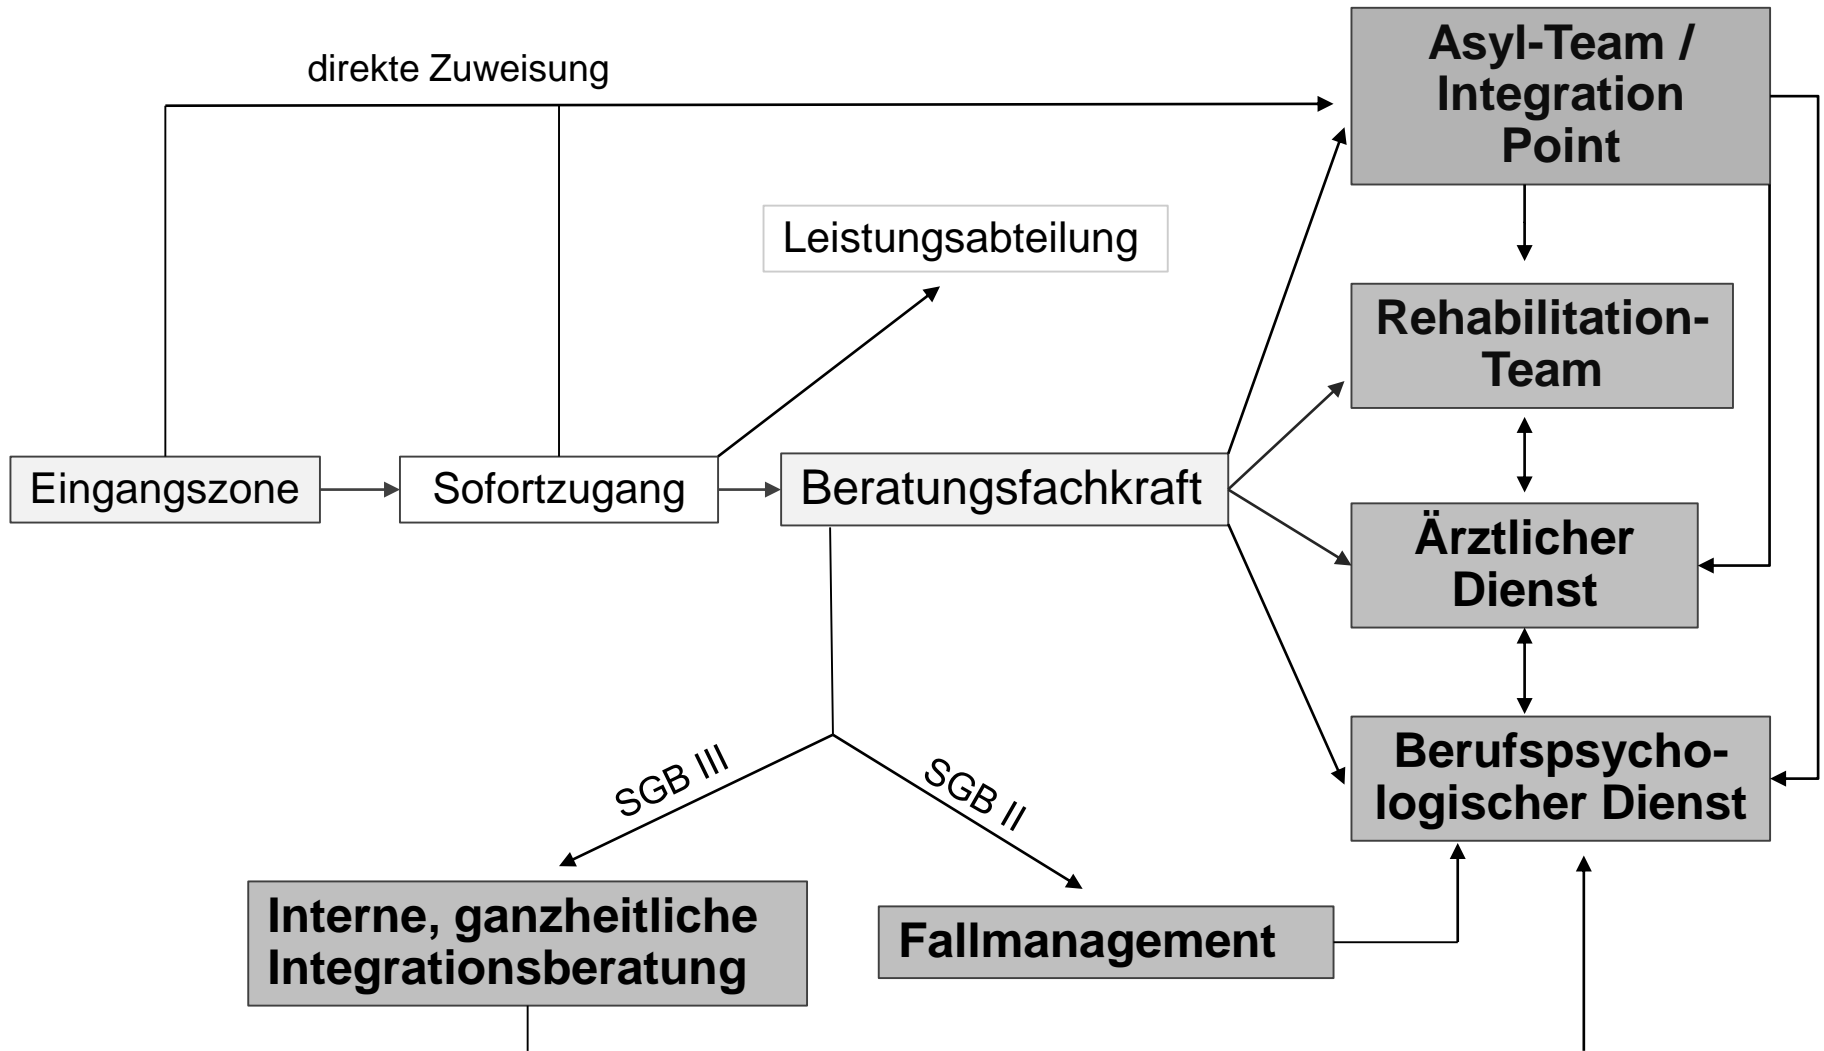 direkte Zuweisung
Asyl-Team /
Integration
Point
Leistungsabteilung
Rehabilitation-
Team
Eingangszone
Sofortzugang
Beratungsfachkraft
Ärztlicher
Dienst
SGB III
SGB II
Berufspsycho-
logischer Dienst
Interne, ganzheitliche
Integrationsberatung
Fallmanagement